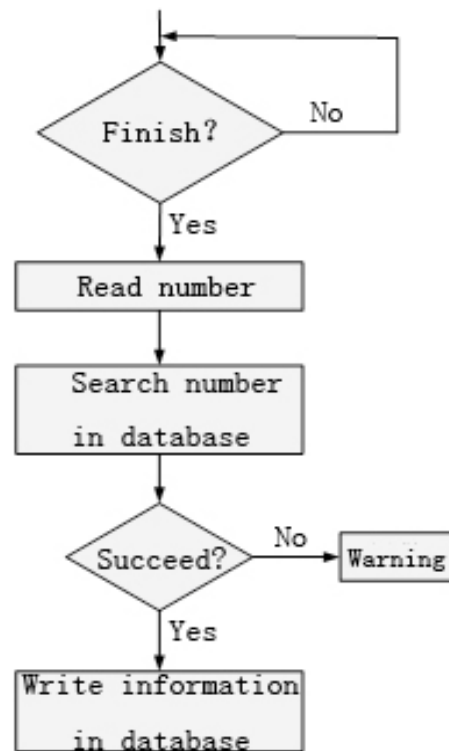 Finish?
No
Yes
Read number
Search number
in database
Succeed?
No
Warning
Yes
Write information
in database